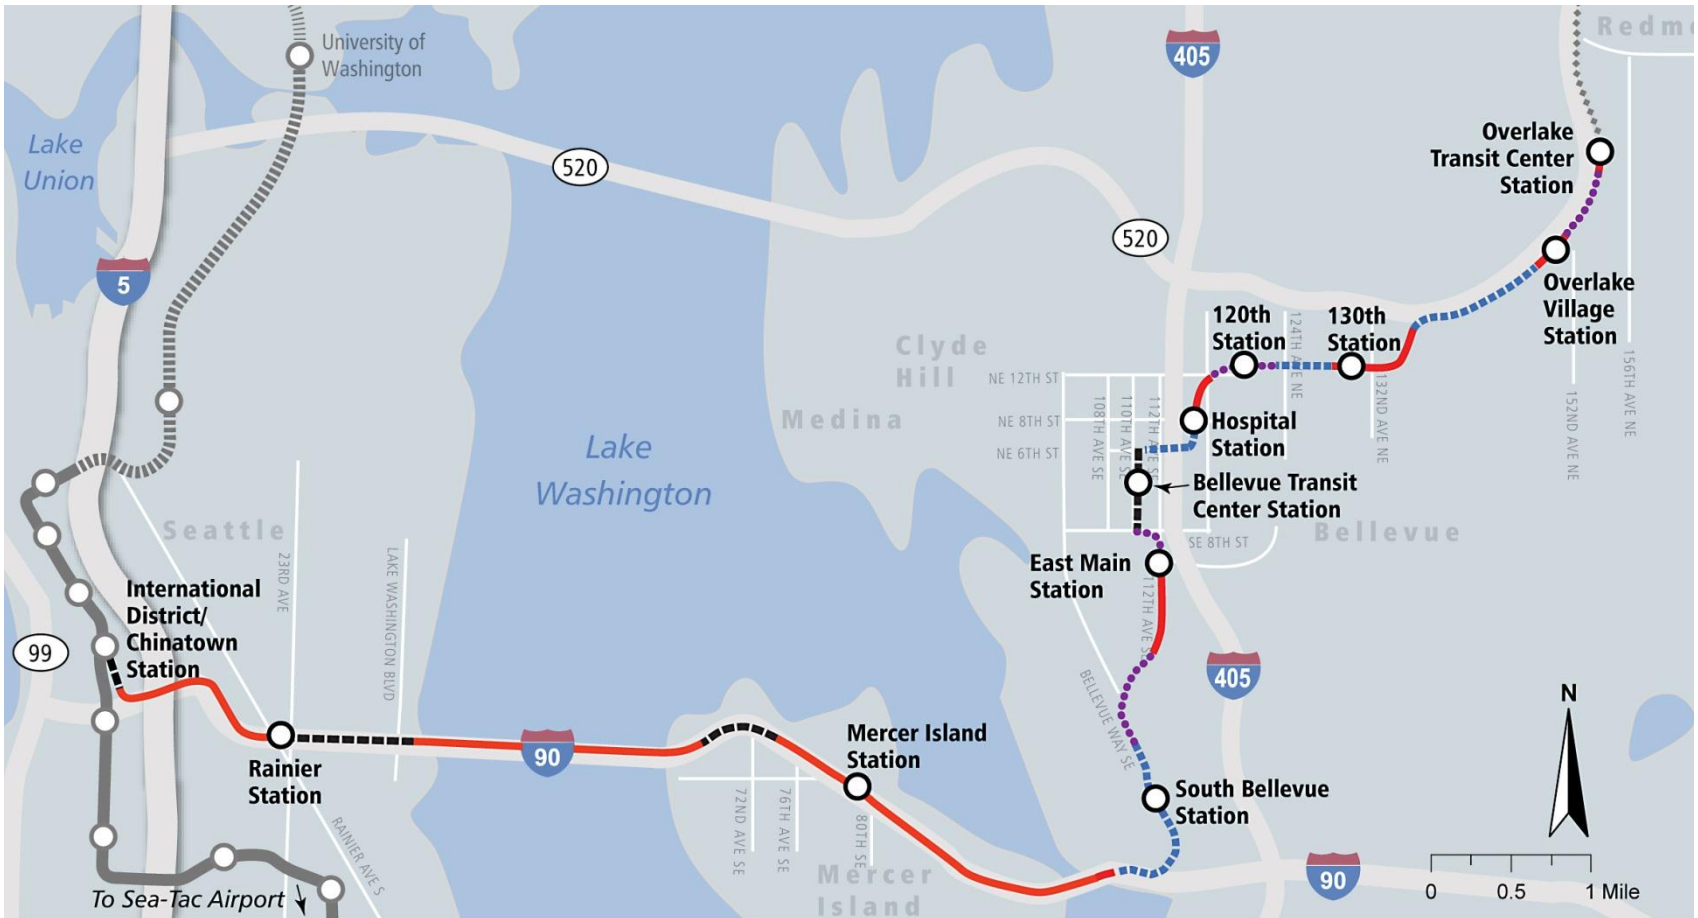 University of
Washington
Redm
405
Lake
Union
520
Overlake
Transit Center
Station
520
5
Overlake
Village
Station
120th
Station
130th
Station
124TH AVE NE
132ND AVE NE
152ND AVE NE
156TH AVE NE
Clyde
Hill
Medina
NE 12TH ST
NE 8TH ST
NE 6TH ST
108TH AVE SE
110TH AVE SE
112TH AVE SE
Hospital
Station
Lake
Washington
Bellevue Transit
Center Station
Bellevue
SE 8TH ST
Seattle
East Main
Station
112TH AVE SE
23RD AVE
LAKE WASHINGTON BLVD
International
District/
Chinatown
Station
99
405
BELLEVUE WAY SE
N
90
Mercer Island
Station
Rainier
Station
South Bellevue
Station
72ND AVE SE
76TH AVE SE
80TH SE
RAINIER AVE S
Mercer
Island
90
0
0.5
1 Mile
To Sea-Tac Airport